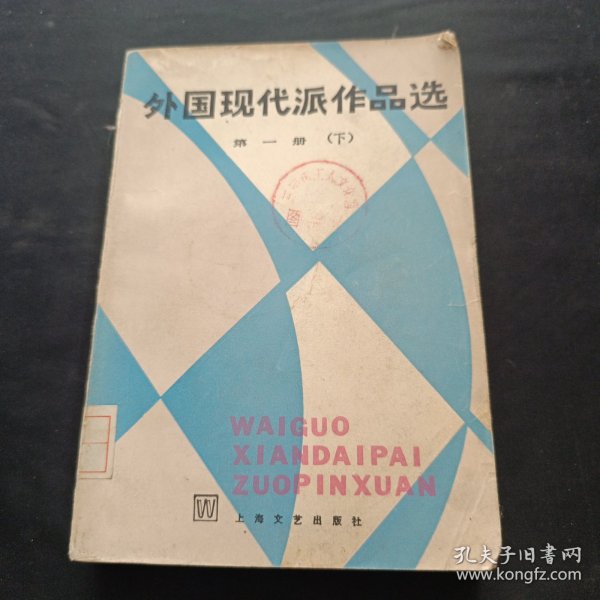 外国现代派作品选
第一册（下）
WAIGUO
XIANDAIPAI
ZUOPINXUAN
W
上海文艺出版社
孔夫子旧书网
www.kongfz.com